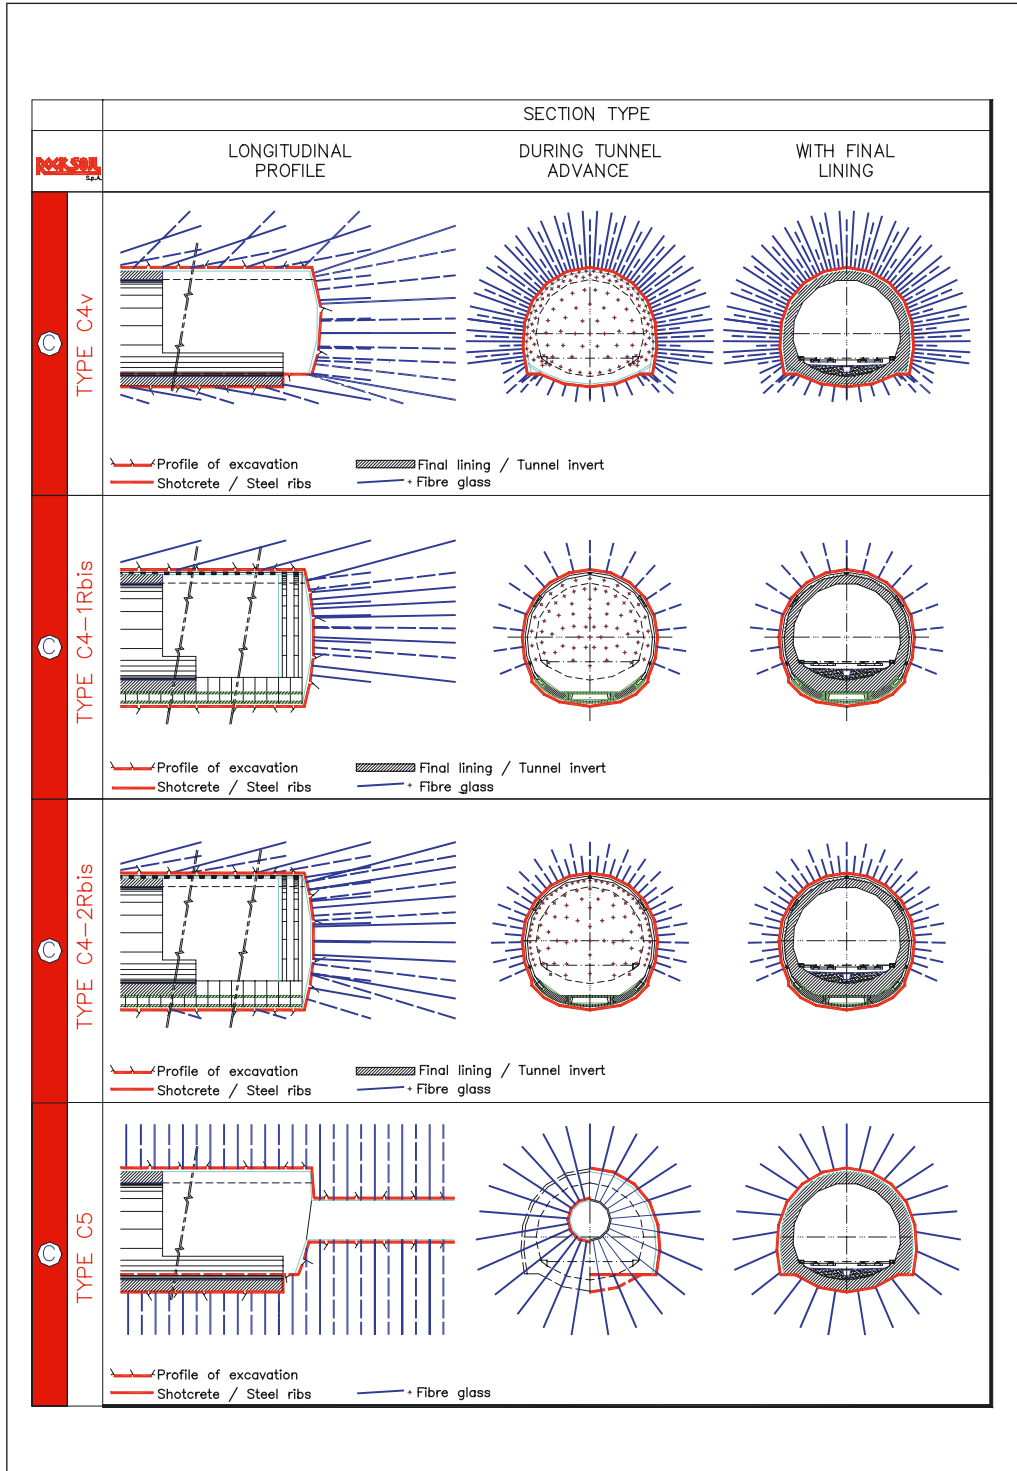 SECTION TYPE
ROCK SOIL
S.p.A.
LONGITUDINAL
PROFILE
DURING TUNNEL
ADVANCE
WITH FINAL
LINING
C
TYPE C4v
Profile of excavation
Final lining / Tunnel invert
Shotcrete / Steel ribs
Fibre glass
C
TYPE C4-1Rbis
Profile of excavation
Final lining / Tunnel invert
Shotcrete / Steel ribs
Fibre glass
C
TYPE C4-2Rbis
Profile of excavation
Final lining / Tunnel invert
Shotcrete / Steel ribs
Fibre glass
C
TYPE C5
Profile of excavation
Shotcrete / Steel ribs
Fibre glass